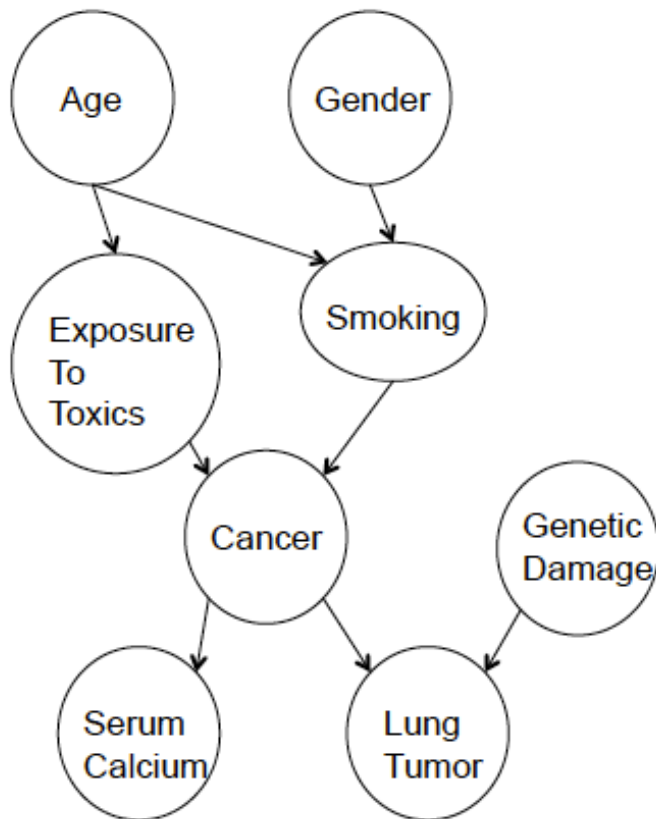 Age
Gender
Exposure
To
Toxics
Smoking
Cancer
Genetic
Damage
Serum
Calcium
Lung
Tumor